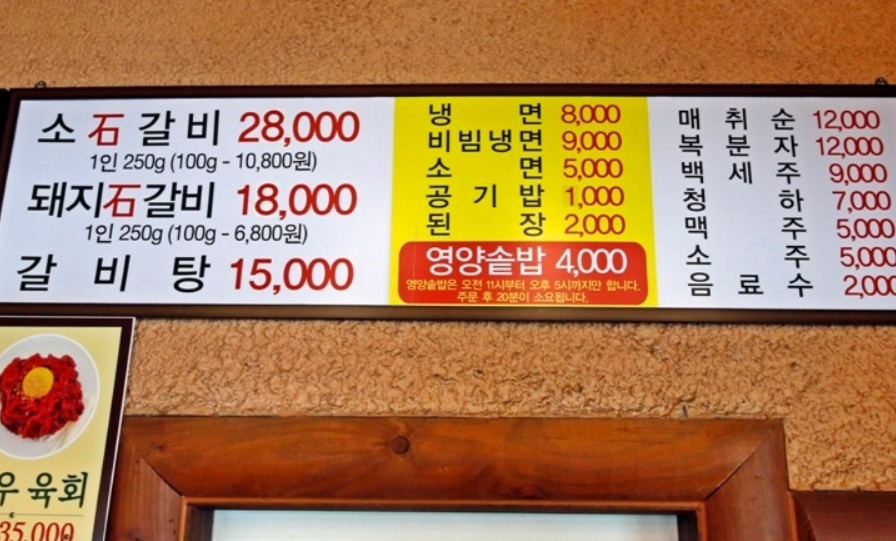 소石갈비 28,000
1인 250g (100g - 10,800원)
돼지石갈비 18,000
1인 250g (100g - 6,800원)
갈비탕 15,000
냉면 8,000
비빔냉면 9,000
소면 5,000
공기밥 1,000
된장 2,000
영양솥밥 4,000
영양솥밥은 오전 11시부터 오후 5시까지만 합니다.
주문 후 20분이 소요됩니다.
매취순 12,000
복분자 12,000
백세주 9,000
청하 7,000
맥주 5,000
소주 5,000
음료수 2,000
우 육회
35,000